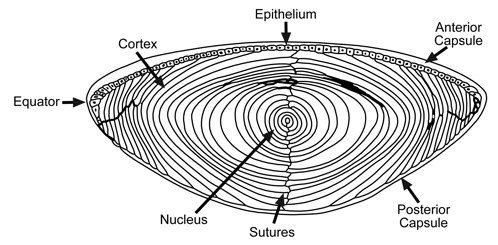 Epithelium
Cortex
Anterior
Capsule
Equator
Nucleus
Sutures
Posterior
Capsule